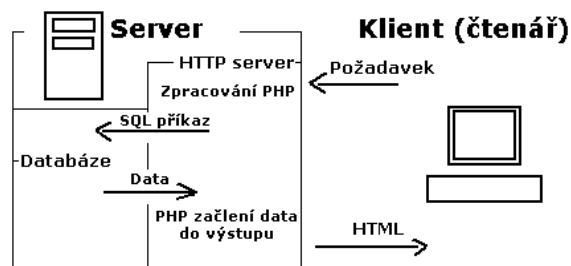 Server
Klient (čtenář)
HTTP server
Požadavek
Zpracování PHP
SQL příkaz
Databáze
Data
PHP začlení data
do výstupu
HTML